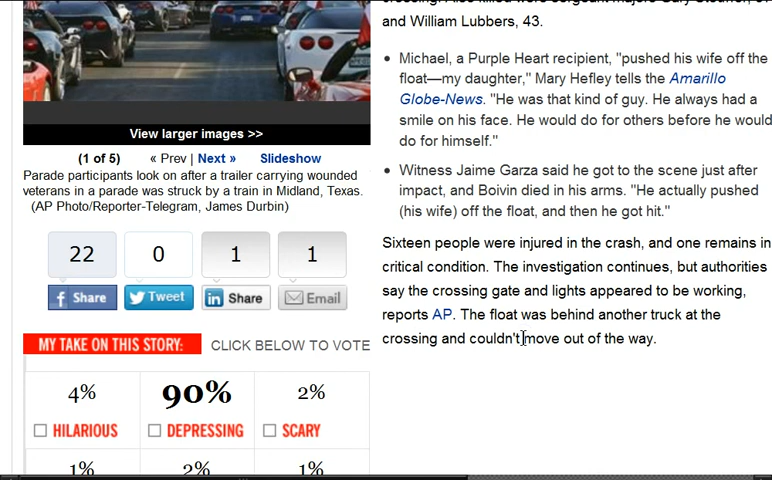 View larger images >>
(1 of 5) « Prev | Next » Slideshow
Parade participants look on after a trailer carrying wounded
veterans in a parade was struck by a train in Midland, Texas.
(AP Photo/Reporter-Telegram, James Durbin)
22 0 1 1
Share Tweet Share Email
MY TAKE ON THIS STORY: CLICK BELOW TO VOTE
4% 90% 2%
HILARIOUS DEPRESSING SCARY
1% 2% 1%
and William Lubbers, 43.
• Michael, a Purple Heart recipient, "pushed his wife off the
float—my daughter," Mary Hefley tells the Amarillo
Globe-News. "He was that kind of guy. He always had a
smile on his face. He would do for others before he would
do for himself."
• Witness Jaime Garza said he got to the scene just after
impact, and Boivin died in his arms. "He actually pushed
(his wife) off the float, and then he got hit."
Sixteen people were injured in the crash, and one remains in
critical condition. The investigation continues, but authorities
say the crossing gate and lights appeared to be working,
reports AP. The float was behind another truck at the
crossing and couldn't move out of the way.